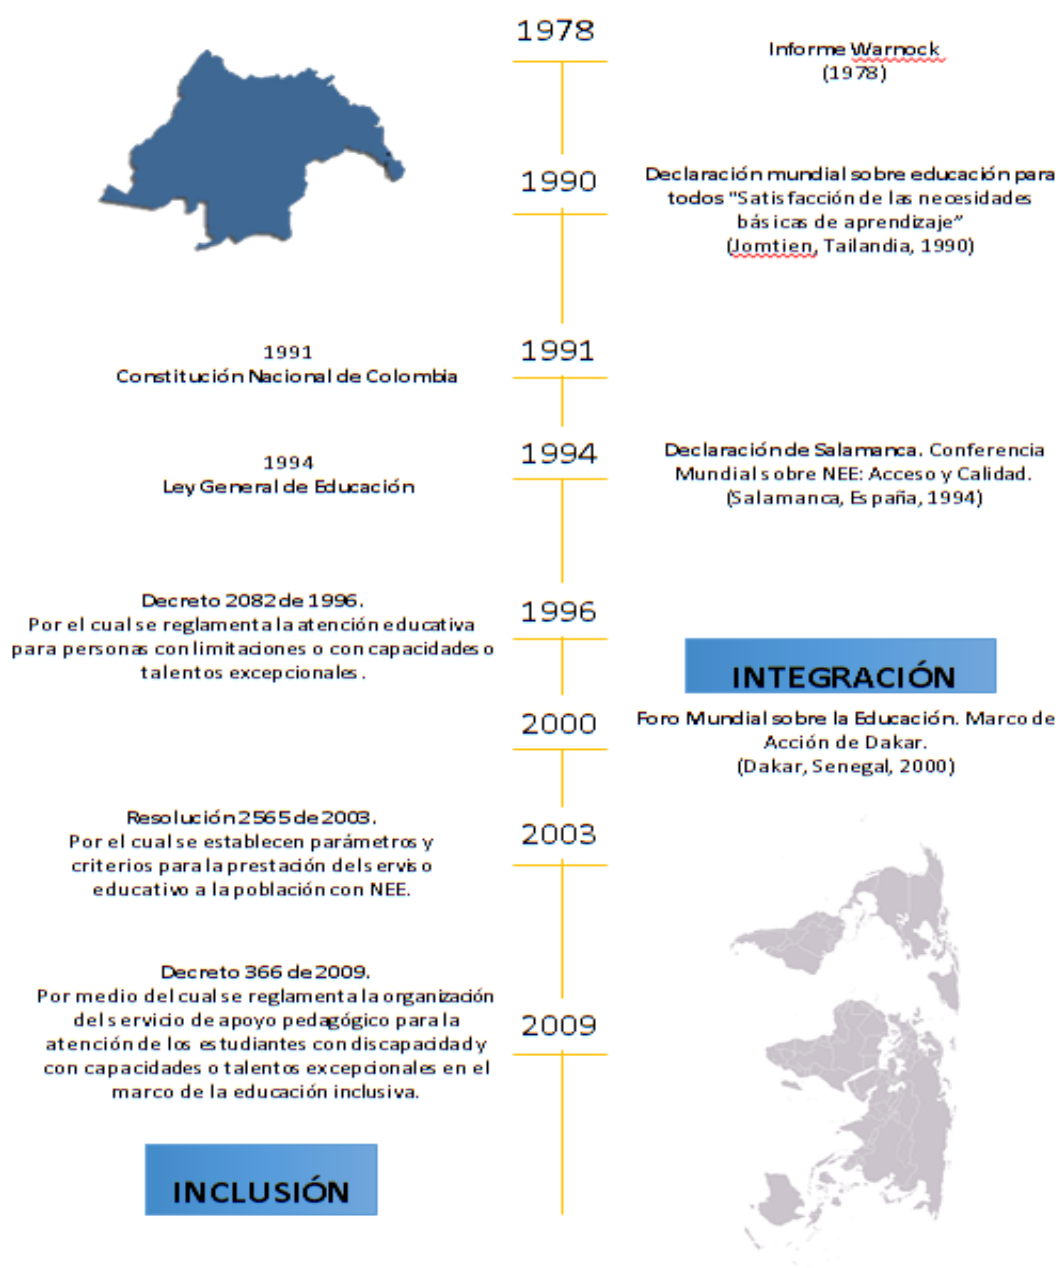 1978
Informe Warnock
(1978)
1990
Declaración mundial sobre educación para
todos "Satisfacción de las necesidades
básicas de aprendizaje”
(Jomtien, Tailandia, 1990)
1991
Constitución Nacional de Colombia
1991
1994
Ley General de Educación
1994
Declaración de Salamanca. Conferencia
Mundial sobre NEE: Acceso y Calidad.
(Salamanca, España, 1994)
Decreto 2082 de 1996.
Por el cual se reglamenta la atención educativa
para personas con limitaciones o con capacidades o
talentos excepcionales.
1996
INTEGRACIÓN
2000
Foro Mundial sobre la Educación. Marco de
Acción de Dakar.
(Dakar, Senegal, 2000)
Resolución 2565 de 2003.
Por el cual se establecen parámetros y
criterios para la prestación del serviso
educativo a la población con NEE.
2003
Decreto 366 de 2009.
Por medio del cual se reglamenta la organización
del servicio de apoyo pedagógico para la
atención de los estudiantes con discapacidad y
con capacidades o talentos excepcionales en el
marco de la educación inclusiva.
2009
INCLUSIÓN